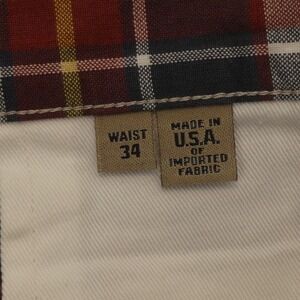 WAIST
34
MADE IN
U.S.A.
OF
IMPORTED
FABRIC